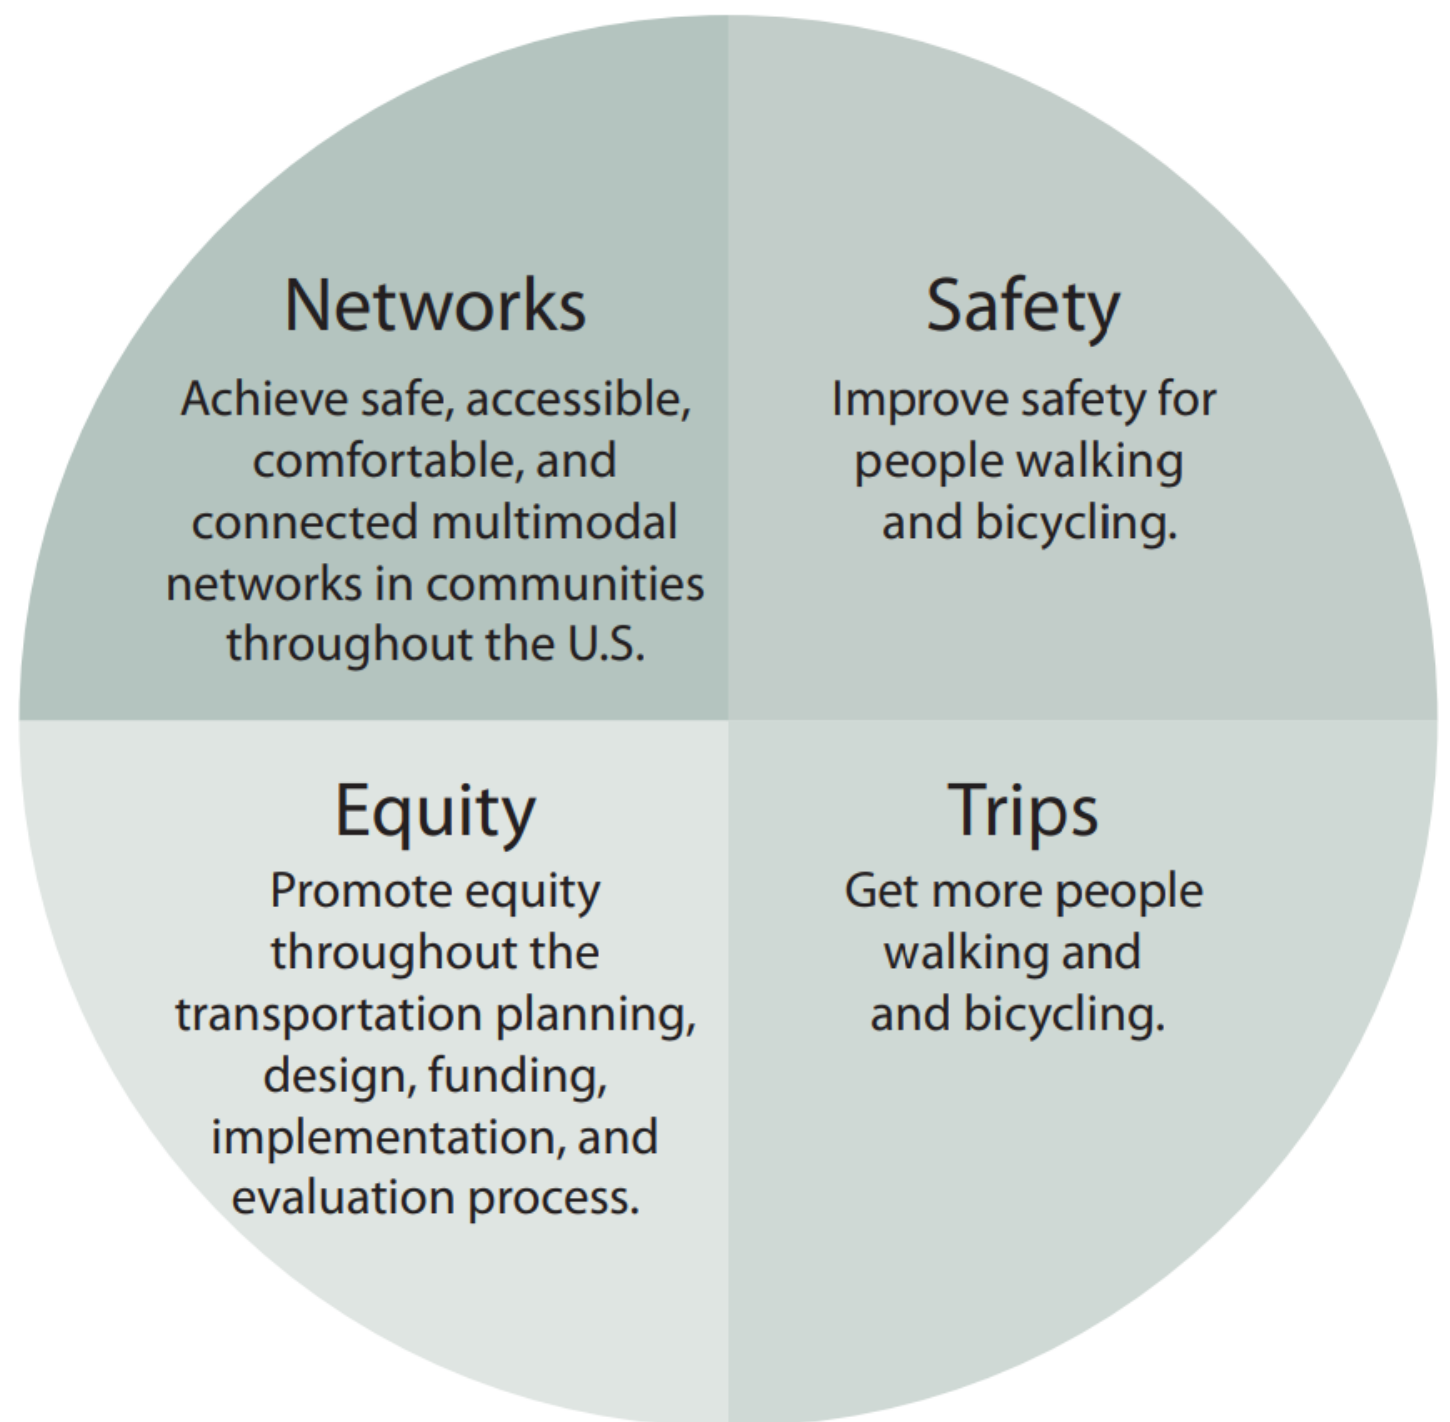 Networks
Achieve safe, accessible,
comfortable, and
connected multimodal
networks in communities
throughout the U.S.
Safety
Improve safety for
people walking
and bicycling.
Equity
Promote equity
throughout the
transportation planning,
design, funding,
implementation, and
evaluation process.
Trips
Get more people
walking and
and bicycling.